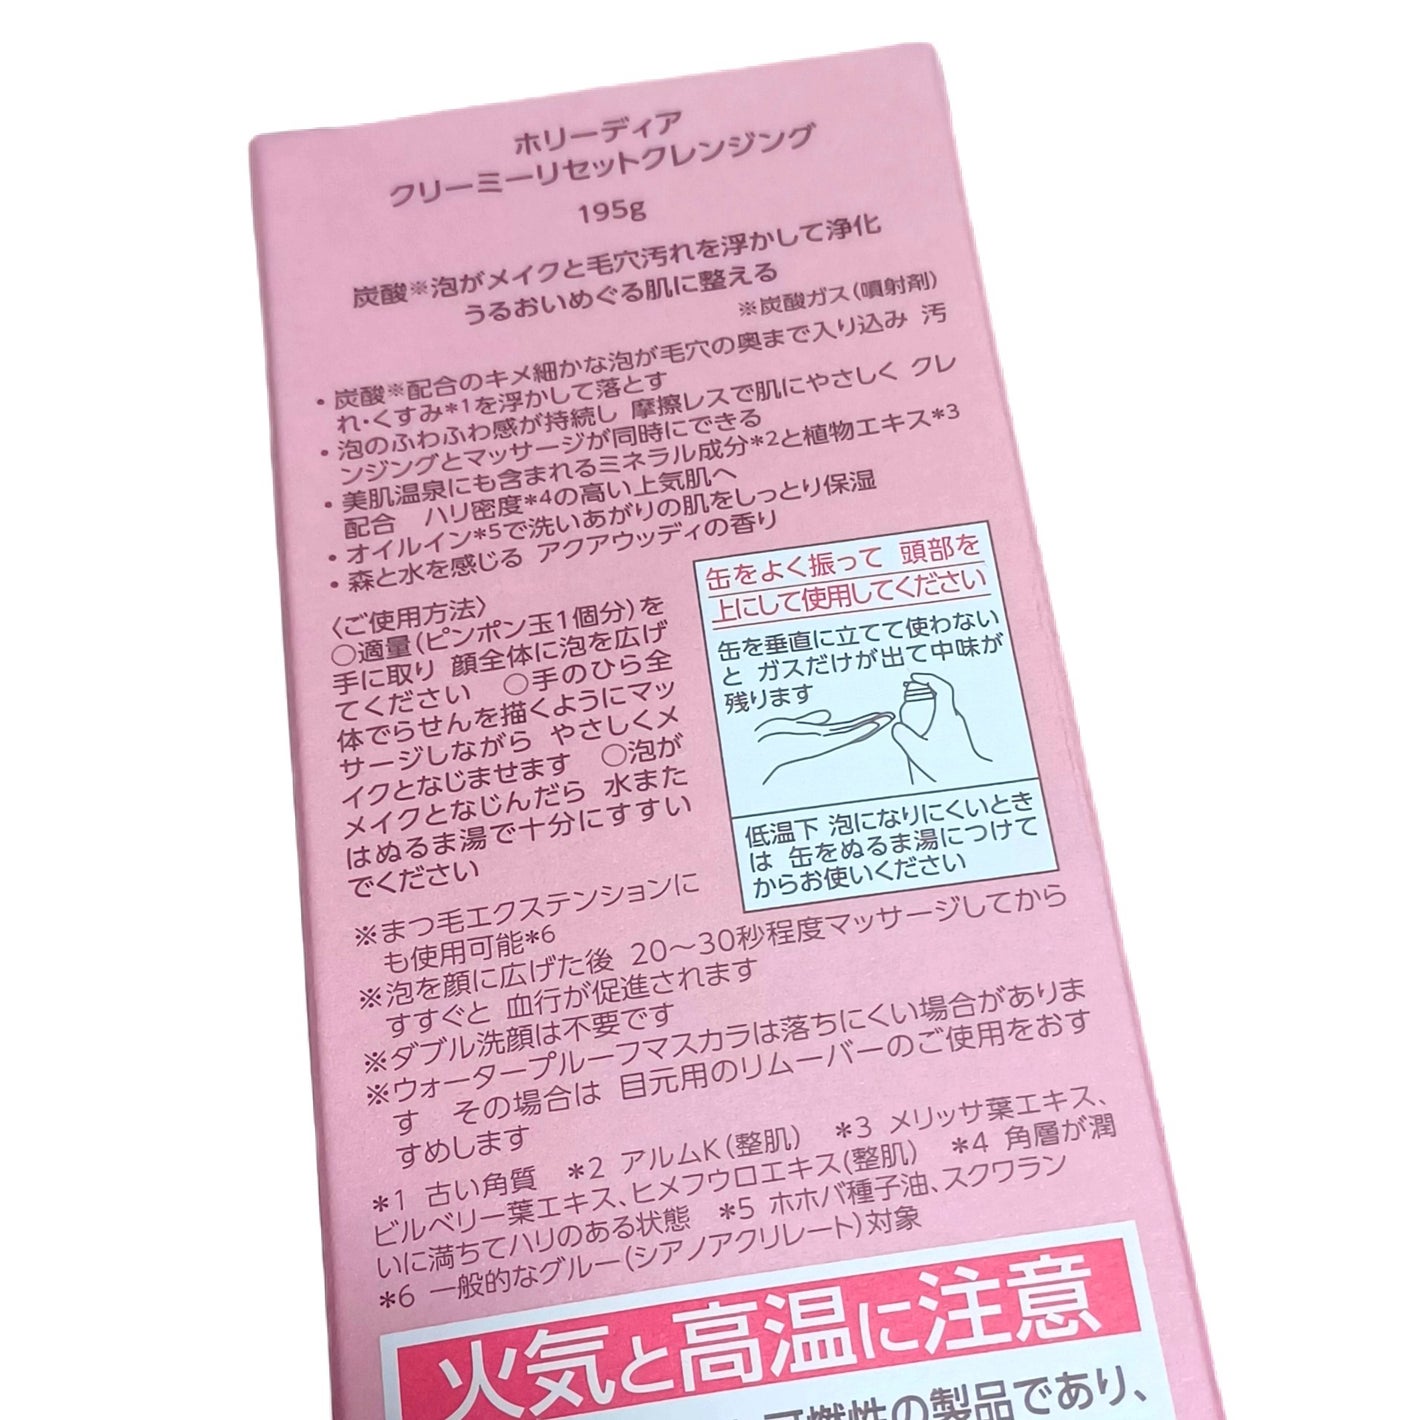 ホリーディア
クリーミーリセットクレンジング
195g
炭酸※泡がメイクと毛穴汚れを浮かして浄化
うるおいめぐる肌に整える
※炭酸ガス(噴射剤)
・炭酸※配合のキメ細かな泡が毛穴の奥まで入り込み 汚
れ・くすみ*1を浮かして落とす
・泡のふわふわ感が持続し 摩擦レスで肌にやさしく クレ
ンジングとマッサージが同時にできる
・美肌温泉にも含まれるミネラル成分*2と植物エキス*3
配合 ハリ密度*4の高い上気肌へ
・オイルイン*5で洗いあがりの肌をしっとり保湿
・森と水を感じる アクアウッディの香り
〈ご使用方法〉
○適量(ピンポン玉1個分)を
手に取り 顔全体に泡を広げ
てください ○手のひら全
体でらせんを描くようにマッ
サージしながら やさしくメ
イクとなじませます ○泡が
メイクとなじんだら 水また
はぬるま湯で十分にすすい
でください
缶をよく振って 頭部を
上にして使用してください
缶を垂直に立てて使わない
と ガスだけが出て中味が
残ります
低温下 泡になりにくいとき
は 缶をぬるま湯につけて
からお使いください
※まつ毛エクステンションに
も使用可能*6
※泡を顔に広げた後 20〜30秒程度マッサージしてから
すすぐと 血行が促進されます
※ダブル洗顔は不要です
※ウォータープルーフマスカラは落ちにくい場合がありま
す その場合は 目元用のリムーバーのご使用をおす
すめします
*1 古い角質 *2 アルムK(整肌) *3 メリッサ葉エキス、
ビルベリー葉エキス、ヒメフウロエキス(整肌) *4 角層が潤
いに満ちてハリのある状態 *5 ホホバ種子油、スクワラン
*6 一般的なグルー(シアノアクリレート)対象
火気と高温に注意
可燃性の製品であり、